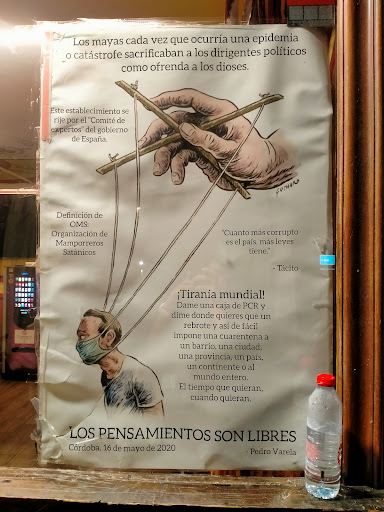 Los mayas cada vez que ocurría una epidemia
o catástrofe sacrificaban a los dirigentes políticos
como ofrenda a los dioses.
Este establecimiento se
rije por el "Comité de
expertos" del gobierno
de España.
Definición de
OMS:
Organización de
Mamporreros
Satánicos
"Cuanto más corrupto
es el país, más leyes
tiene."
- Tácito
¡Tiranía mundial!
Dame una caja de PCR y
dime donde quieres que un
rebrote y así de fácil
impone una cuarentena a
un barrio, una ciudad,
una provincia, un país,
un continente o al
mundo entero.
El tiempo que quieran,
cuando quieran.
LOS PENSAMIENTOS SON LIBRES
Córdoba, 16 de mayo de 2020
- Pedro Varela